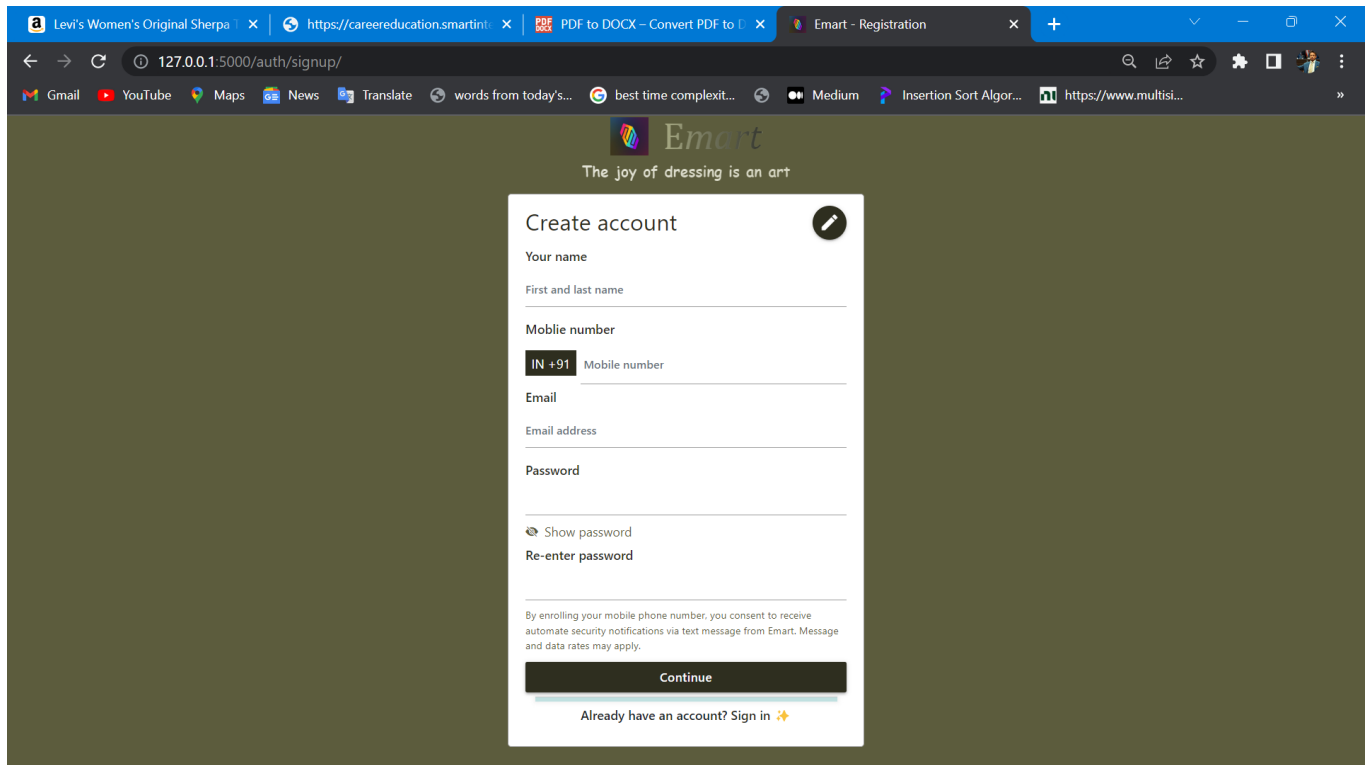 Levi's Women's Original Sherpa T
https://careereducation.smartinte
PDF to DOCX – Convert PDF to D
Emart - Registration
127.0.0.1:5000/auth/signup/
Gmail YouTube Maps News Translate words from today's... best time complexit... Medium Insertion Sort Algor... https://www.multisi... »
Emart
The joy of dressing is an art
Create account
Your name
First and last name
Moblie number
IN +91 Mobile number
Email
Email address
Password
Show password
Re-enter password
By enrolling your mobile phone number, you consent to receive
automate security notifications via text message from Emart. Message
and data rates may apply.
Continue
Already have an account? Sign in ✨